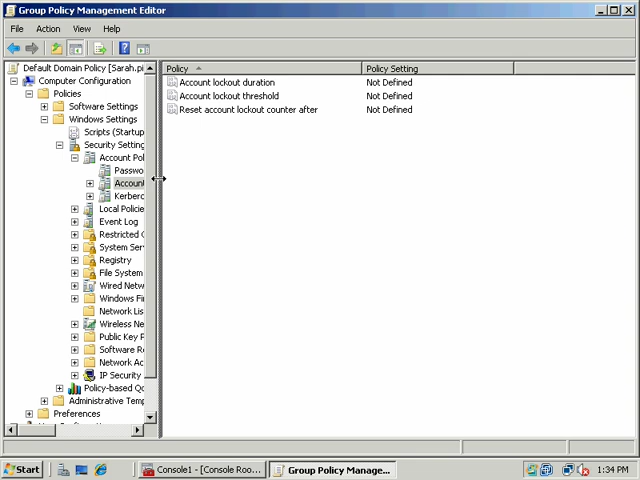 Group Policy Management Editor
File Action View Help
Default Domain Policy [Sarah.pi
Computer Configuration
Policies
Software Settings
Windows Settings
Scripts (Startup
Security Setting
Account Pol
Passwo
Account
Kerberc
Local Policie
Event Log
Restricted
System Ser
Registry
File System
Wired Netw
Windows Fi
Network Lis
Wireless Ne
Public Key P
Software R
Network Ac
IP Security
Policy-based Qo
Administrative Temp
Preferences
Policy Policy Setting
Account lockout duration Not Defined
Account lockout threshold Not Defined
Reset account lockout counter after Not Defined
Start
Console1 - [Console Roo...
Group Policy Manage...
1:34 PM